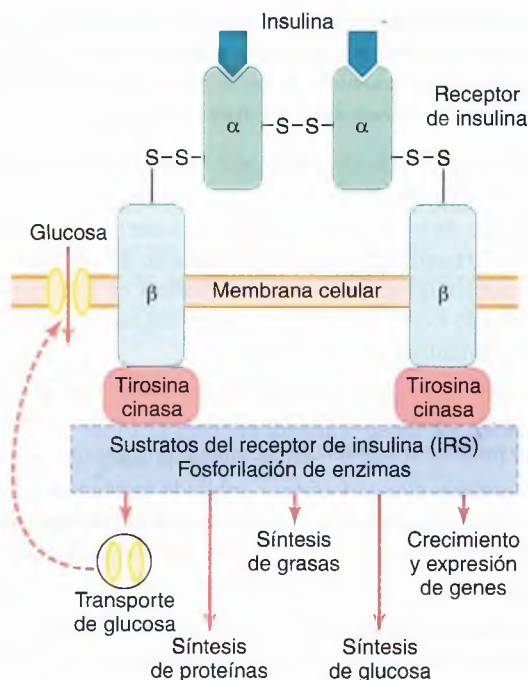 Insulina
Receptor
de insulina
α
S–S
α
S–S
S–S
Glucosa
β
Membrana celular
β
Tirosina
cinasa
Tirosina
cinasa
Sustratos del receptor de insulina (IRS)
Fosforilación de enzimas
Transporte
de glucosa
Síntesis
de grasas
Crecimiento
y expresión
de genes
Síntesis
de proteínas
Síntesis
de glucosa